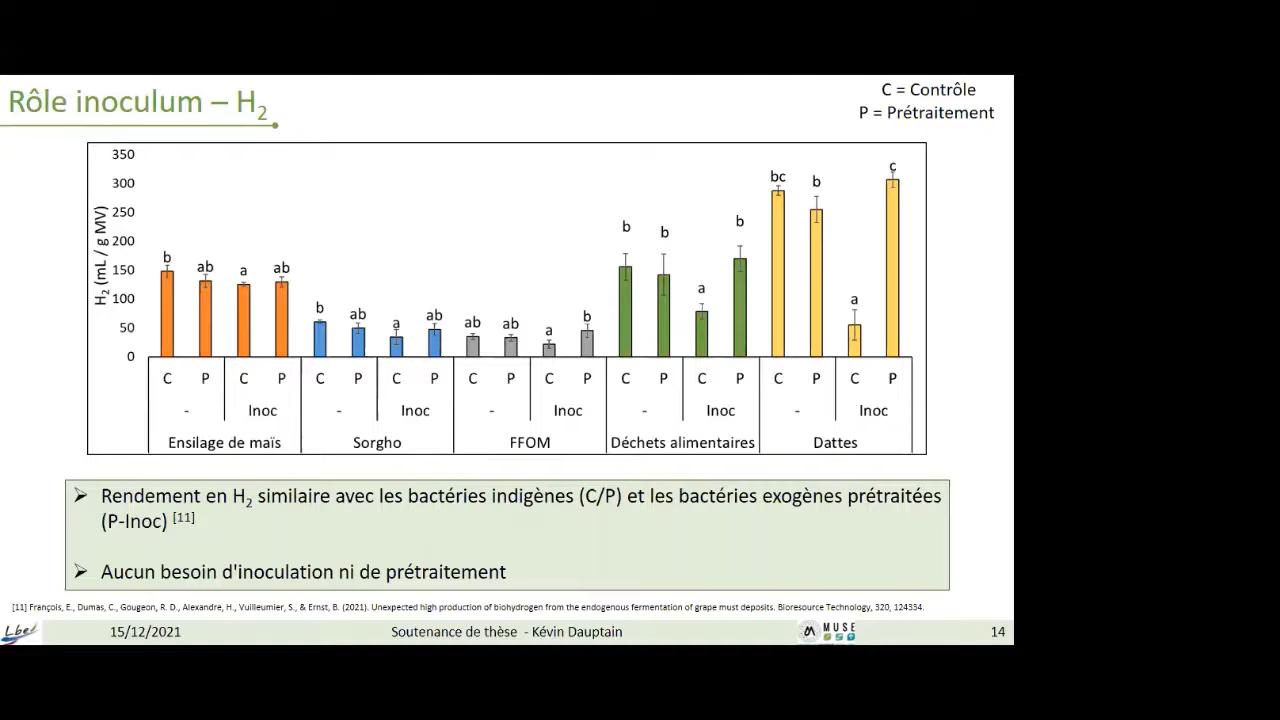 Rôle inoculum – H2
C = Contrôle
P = Prétraitement
H2 (mL / g MV)
350
300
250
200
150
100
50
0
b ab a ab b ab a ab ab ab a b b b a b bc b a c
C P C P C P C P C P C P C P C P C P C P
- Inoc - Inoc - Inoc - Inoc - Inoc
Ensilage de maïs Sorgho FFOM Déchets alimentaires Dattes
➢ Rendement en H2 similaire avec les bactéries indigènes (C/P) et les bactéries exogènes prétraitées
(P-Inoc) [11]
➢ Aucun besoin d'inoculation ni de prétraitement
[11] François, E., Dumas, C., Gougeon, R. D., Alexandre, H., Vuilleumier, S., & Ernst, B. (2021). Unexpected high production of biohydrogen from the endogenous fermentation of grape must deposits. Bioresource Technology, 320, 124334.
Lbe 15/12/2021 Soutenance de thèse - Kévin Dauptain MUSE 14